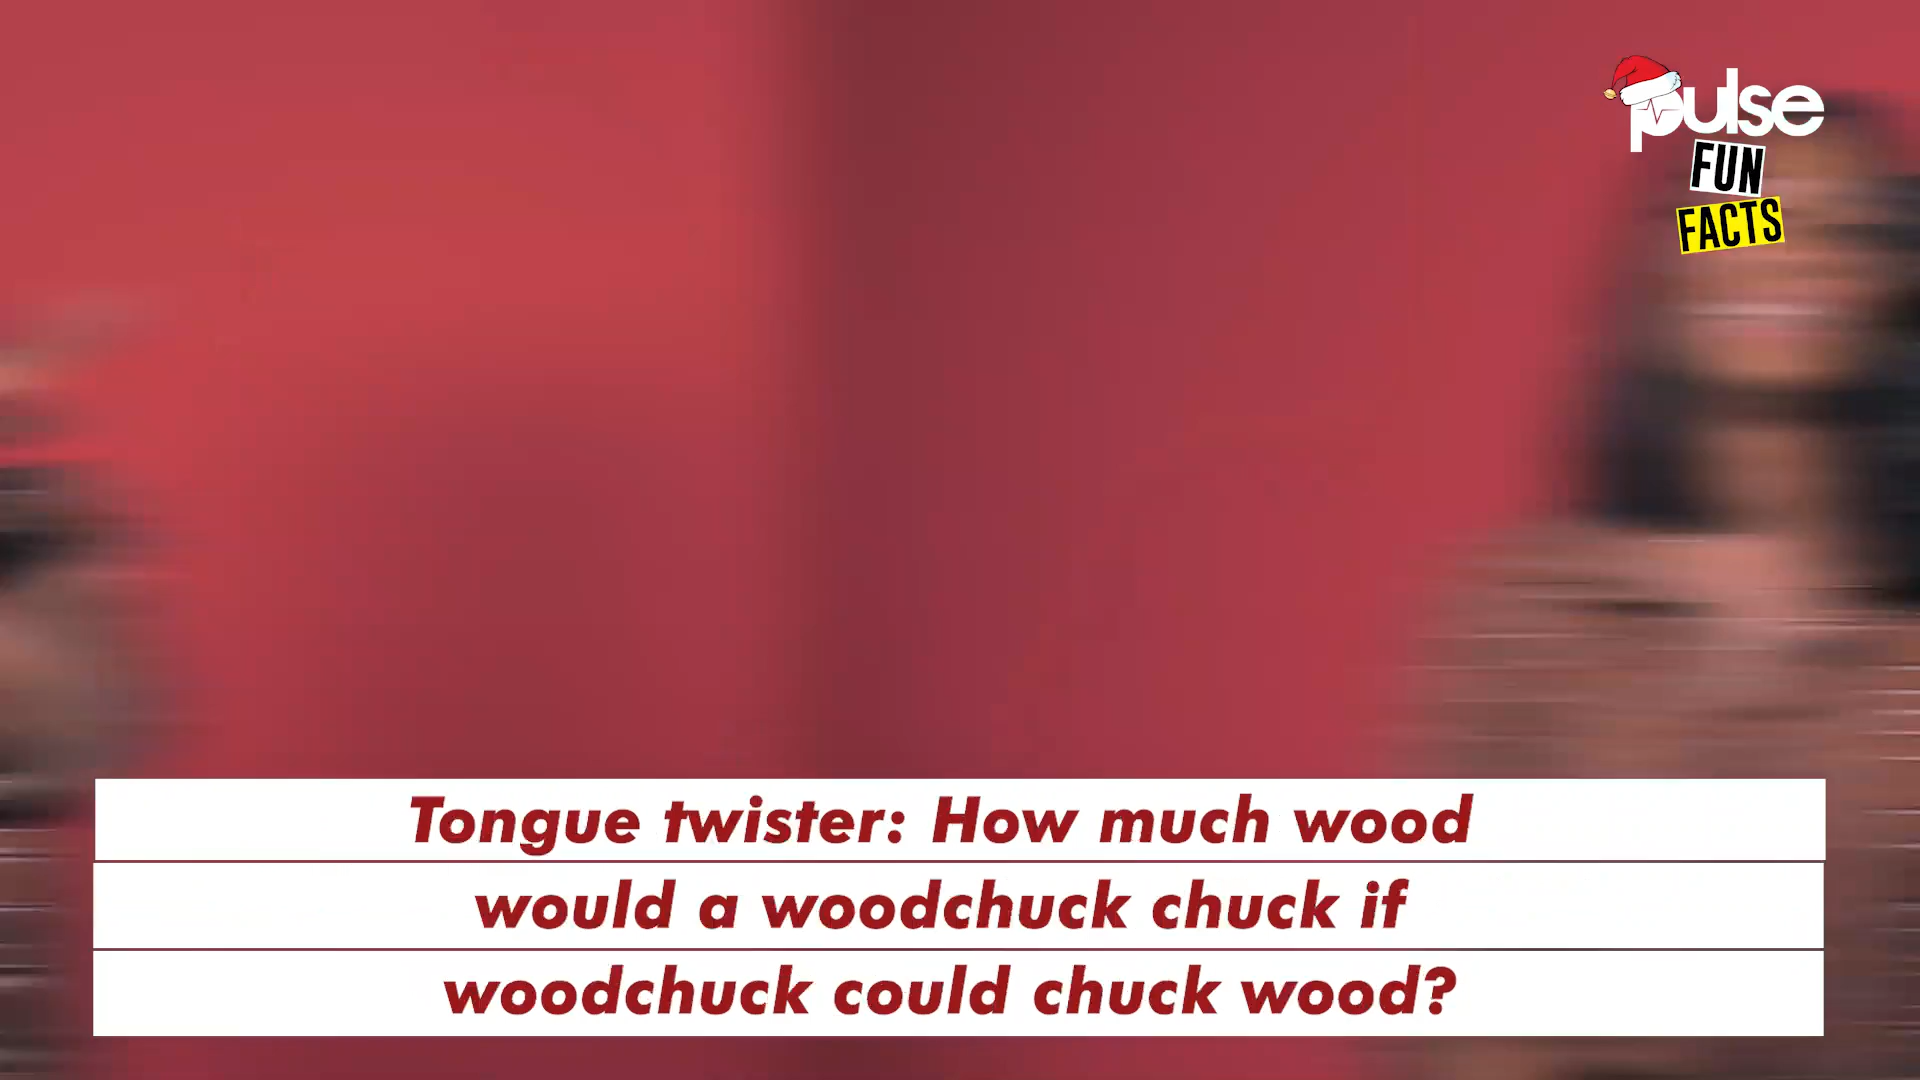 pulse
FUN
FACTS
Tongue twister: How much wood
would a woodchuck chuck if
woodchuck could chuck wood?